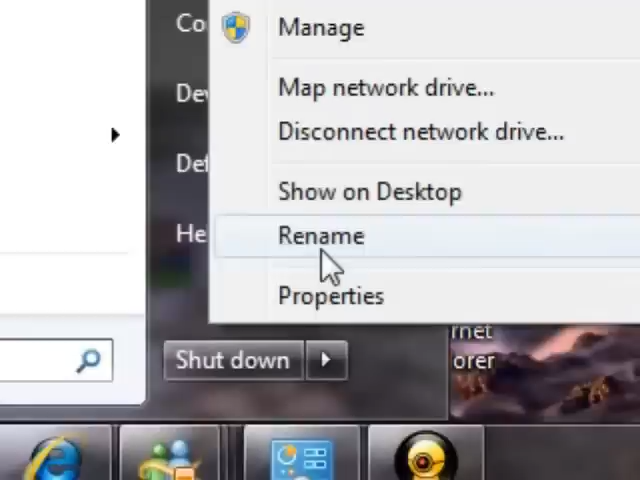 Manage
Map network drive...
Disconnect network drive...
Show on Desktop
Rename
Properties
Shut down